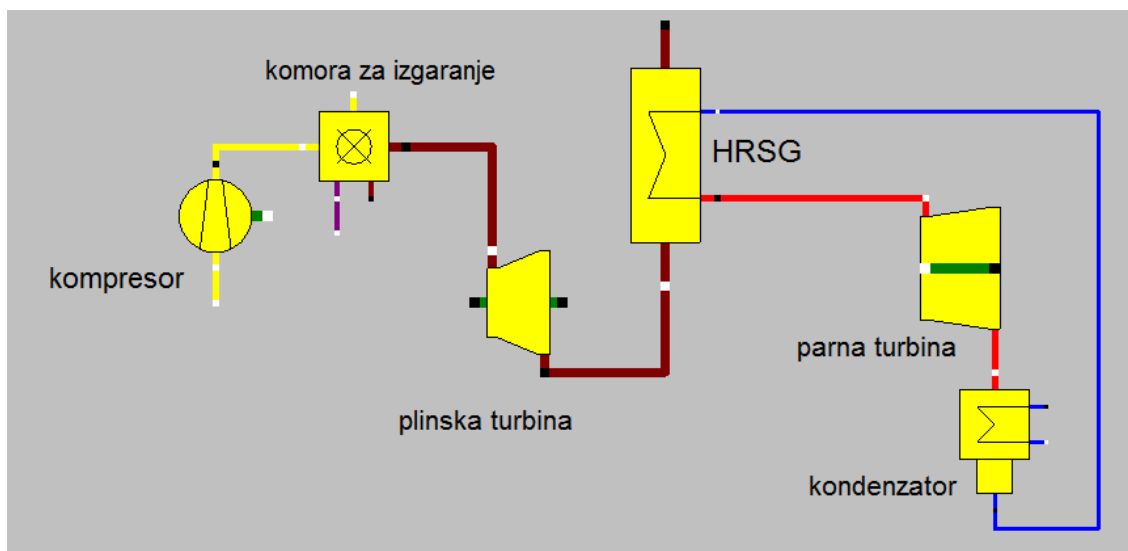 komora za izgaranje
HRSG
kompresor
parna turbina
plinska turbina
kondenzator